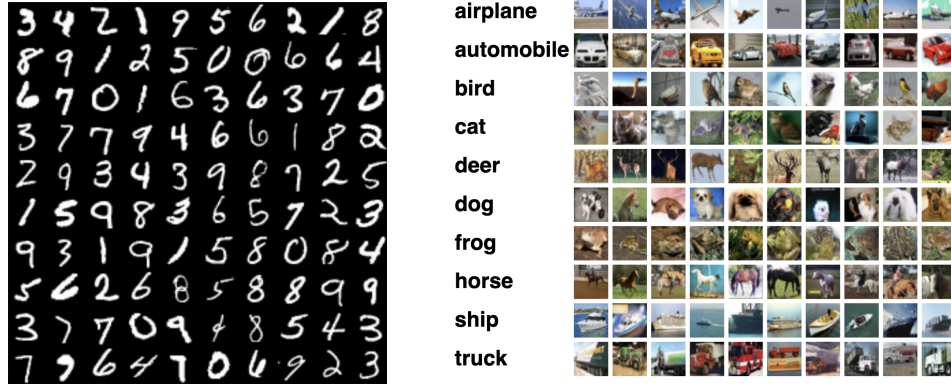 3 4 2 1 9 5 6 2 1 8
8 9 1 2 5 0 0 6 6 4
6 7 0 1 6 3 6 3 7 0
3 7 7 9 4 6 6 1 8 2
2 9 3 4 3 9 8 7 2 5
1 5 9 8 3 6 5 7 2 3
9 3 1 9 1 5 8 0 8 4
5 6 2 6 8 5 8 8 9 9
3 7 7 0 9 4 8 5 4 3
7 9 6 4 7 0 6 9 2 3
airplane
automobile
bird
cat
deer
dog
frog
horse
ship
truck